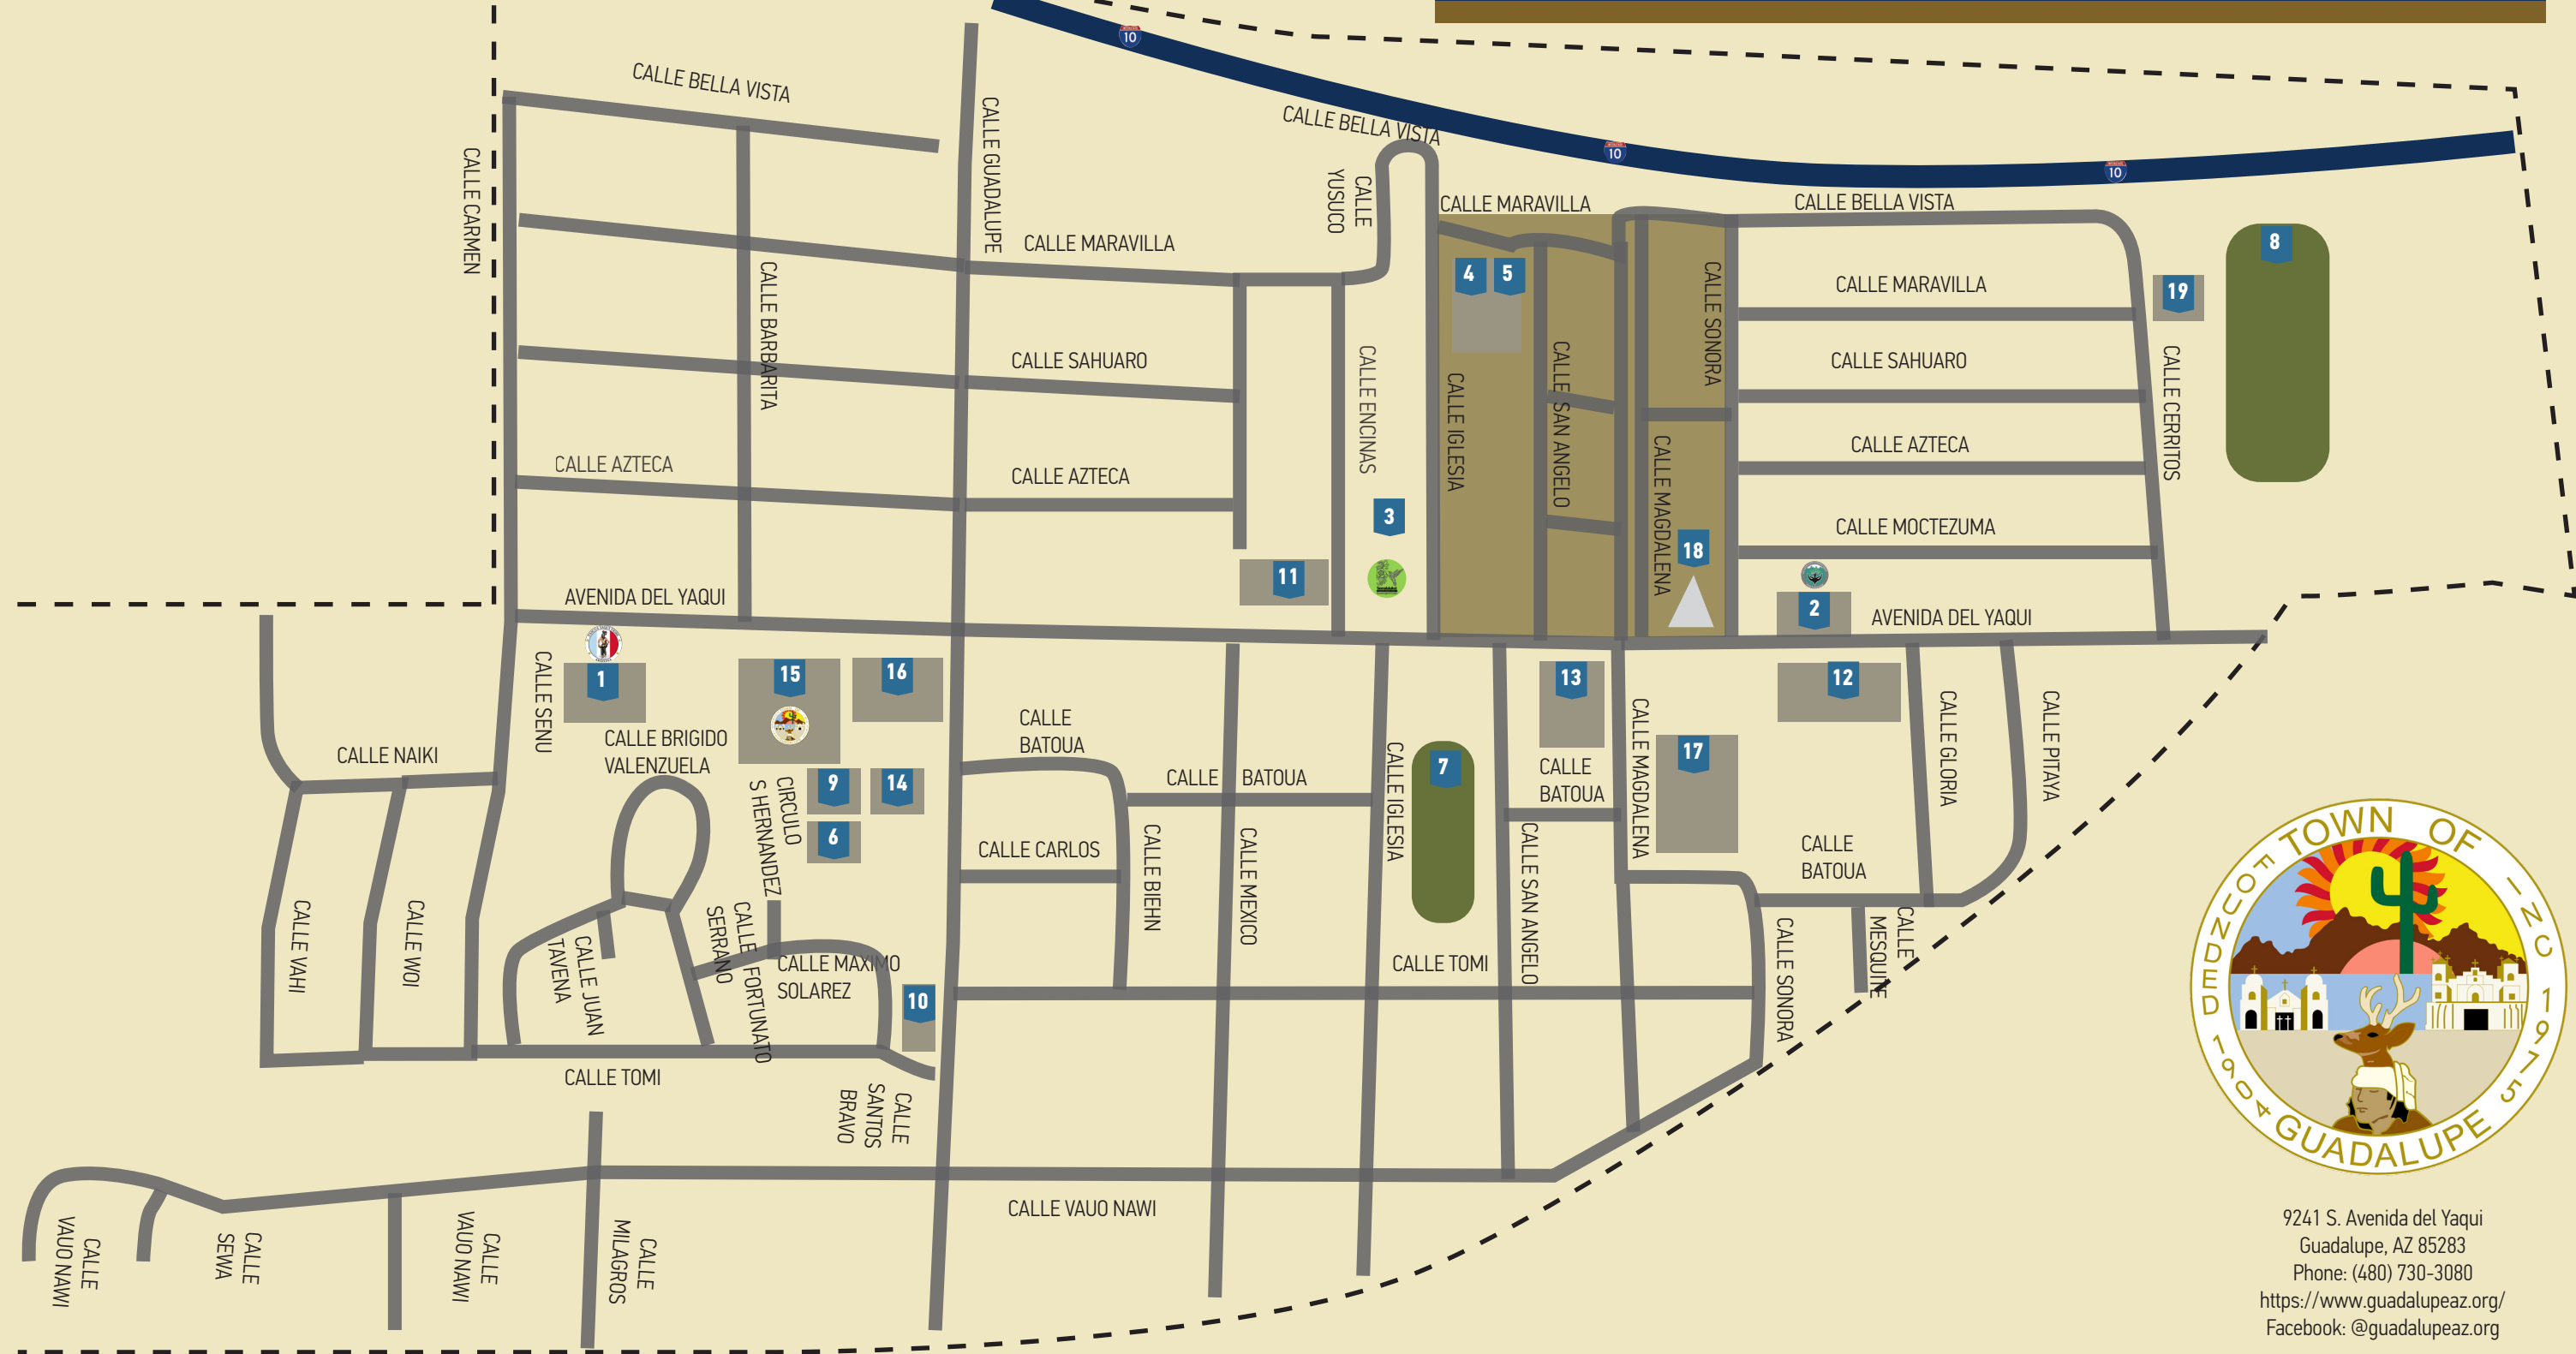 CALLE BELLA VISTA
CALLE CARMEN
CALLE BARBARITA
CALLE GUADALUPE
10
CALLE BELLA VISTA
CALLE
YUSUCO
CALLE MARAVILLA
10
10
CALLE MARAVILLA
CALLE BELLA VISTA
4
5
CALLE SONORA
8
CALLE MARAVILLA
19
CALLE SAHUARO
CALLE ENCINAS
CALLE IGLESIA
CALLE SAN ANGELO
CALLE SAHUARO
CALLE CERRITOS
CALLE AZTECA
CALLE AZTECA
CALLE MAGDALENA
CALLE AZTECA
3
CALLE MOCTEZUMA
18
11
2
AVENIDA DEL YAQUI
AVENIDA DEL YAQUI
CALLE SENU
1
15
16
13
12
CALLE BRIGIDO
VALENZUELA
CALLE NAIKI
CALLE
BATOUA
CALLE BATOUA
CALLE IGLESIA
7
CALLE
BATOUA
CALLE MAGDALENA
17
CALLE GLORIA
CALLE PITAYA
CIRCULO
S HERNANDEZ
9
14
6
CALLE CARLOS
CALLE BIEHN
CALLE MEXICO
CALLE SAN ANGELO
CALLE
BATOUA
CALLE VAHI
CALLE WOI
CALLE JUAN
TAVENA
CALLE FORTUNATO
SERRANO
CALLE MAXIMO
SOLAREZ
10
CALLE TOMI
CALLE SONORA
CALLE
MESQUITE
CALLE TOMI
CALLE
SANTOS
BRAVO
CALLE VAUO NAWI
CALLE
VAUO NAWI
CALLE
SEWA
CALLE
VAUO NAWI
CALLE
MILAGROS
TOWN OF
GUADALUPE
FOUNDED 1904
INC 1975
9241 S. Avenida del Yaqui
Guadalupe, AZ 85283
Phone: (480) 730-3080
https://www.guadalupeaz.org/
Facebook: @guadalupeaz.org